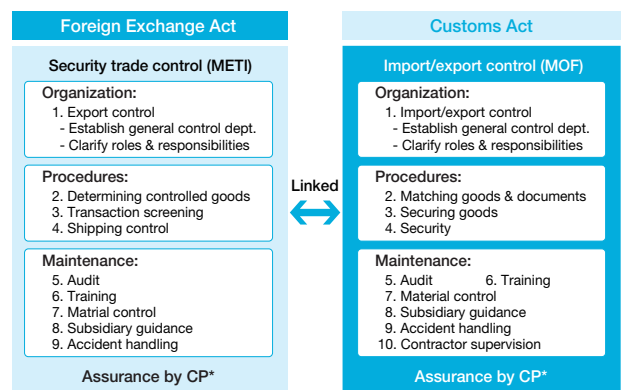 Foreign Exchange Act
Security trade control (METI)
Organization:
1. Export control
- Establish general control dept.
- Clarify roles & responsibilities
Procedures:
2. Determining controlled goods
3. Transaction screening
4. Shipping control
Maintenance:
5. Audit
6. Training
7. Matrial control
8. Subsidiary guidance
9. Accident handling
Assurance by CP*
Linked
Customs Act
Import/export control (MOF)
Organization:
1. Import/export control
- Establish general control dept.
- Clarify roles & responsibilities
Procedures:
2. Matching goods & documents
3. Securing goods
4. Security
Maintenance:
5. Audit 6. Training
7. Material control
8. Subsidiary guidance
9. Accident handling
10. Contractor supervision
Assurance by CP*